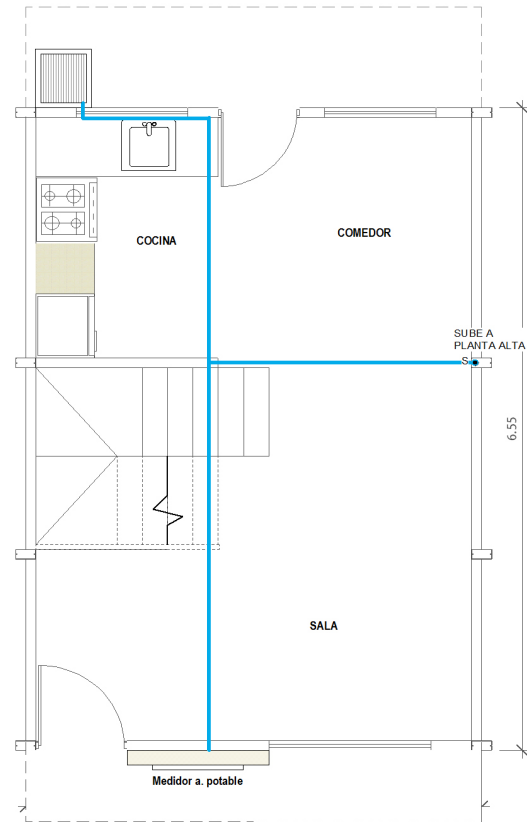 COCINA
COMEDOR
SUBE A
PLANTA ALTA
S
6.55
SALA
Medidor a. potable